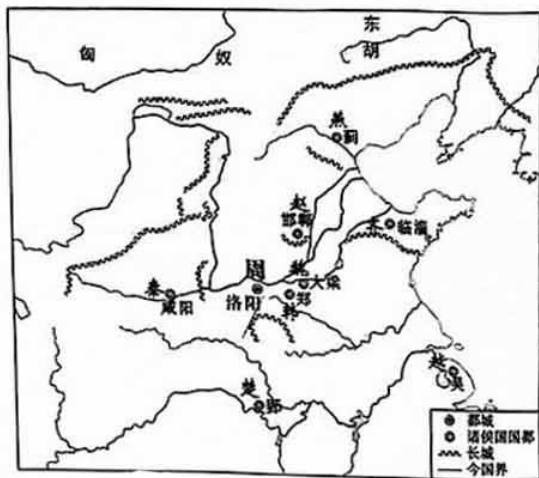 匈
奴
东
胡
燕
蓟
赵
邯郸
齐
临淄
周
洛阳
魏
大梁
郑
韩
秦
咸阳
楚
郢
越
吴
都城
诸侯国国都
长城
今国界